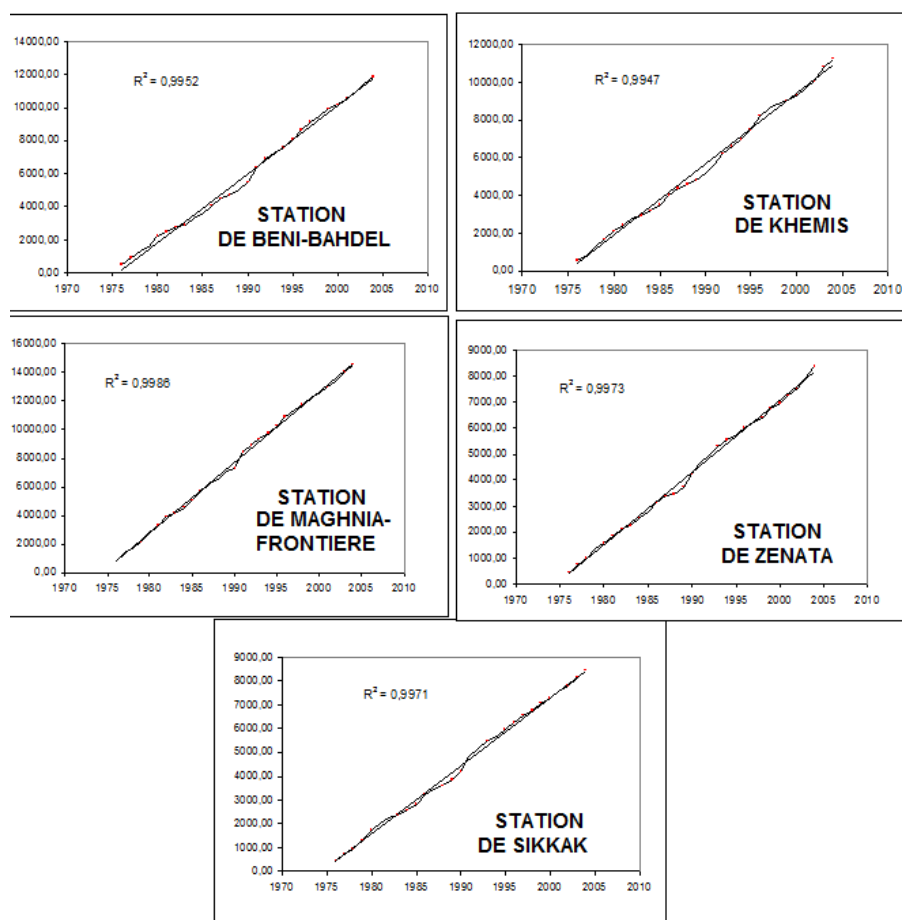 14000,00
12000,00
10000,00
8000,00
6000,00
4000,00
2000,00
0,00
1970 1975 1980 1985 1990 1995 2000 2005 2010
R² = 0,9952
STATION
DE BENI-BAHDEL
12000,00
10000,00
8000,00
6000,00
4000,00
2000,00
0,00
1970 1975 1980 1985 1990 1995 2000 2005 2010
R² = 0,9947
STATION
DE KHEMIS
16000,00
14000,00
12000,00
10000,00
8000,00
6000,00
4000,00
2000,00
0,00
1970 1975 1980 1985 1990 1995 2000 2005 2010
R² = 0,9986
STATION
DE MAGHNIA-
FRONTIERE
9000,00
8000,00
7000,00
6000,00
5000,00
4000,00
3000,00
2000,00
1000,00
0,00
1970 1975 1980 1985 1990 1995 2000 2005 2010
R² = 0,9973
STATION
DE ZENATA
9000,00
8000,00
7000,00
6000,00
5000,00
4000,00
3000,00
2000,00
1000,00
0,00
1970 1975 1980 1985 1990 1995 2000 2005 2010
R² = 0,9971
STATION
DE SIKKAK